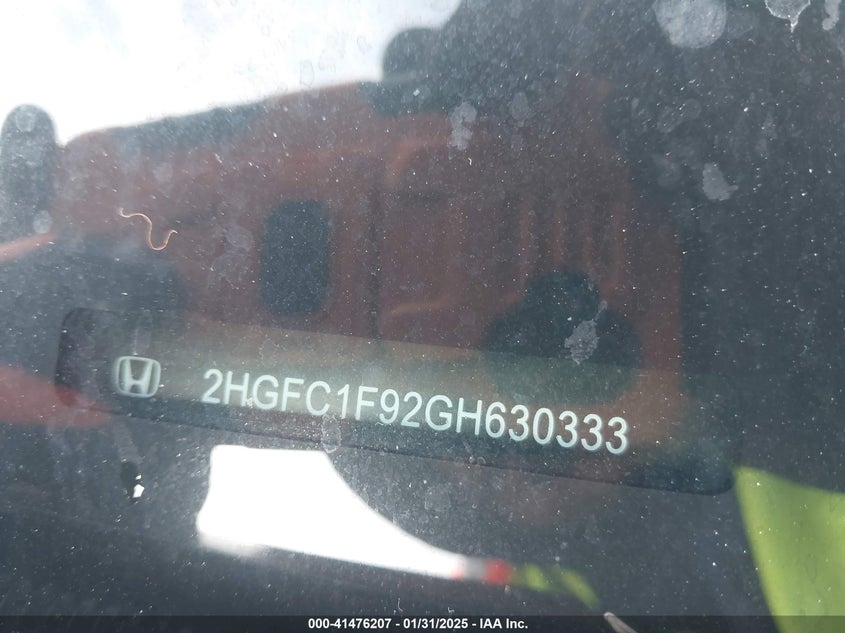 2HGFC1F92GH630333
000-41476207 - 01/31/2025 - IAA Inc.